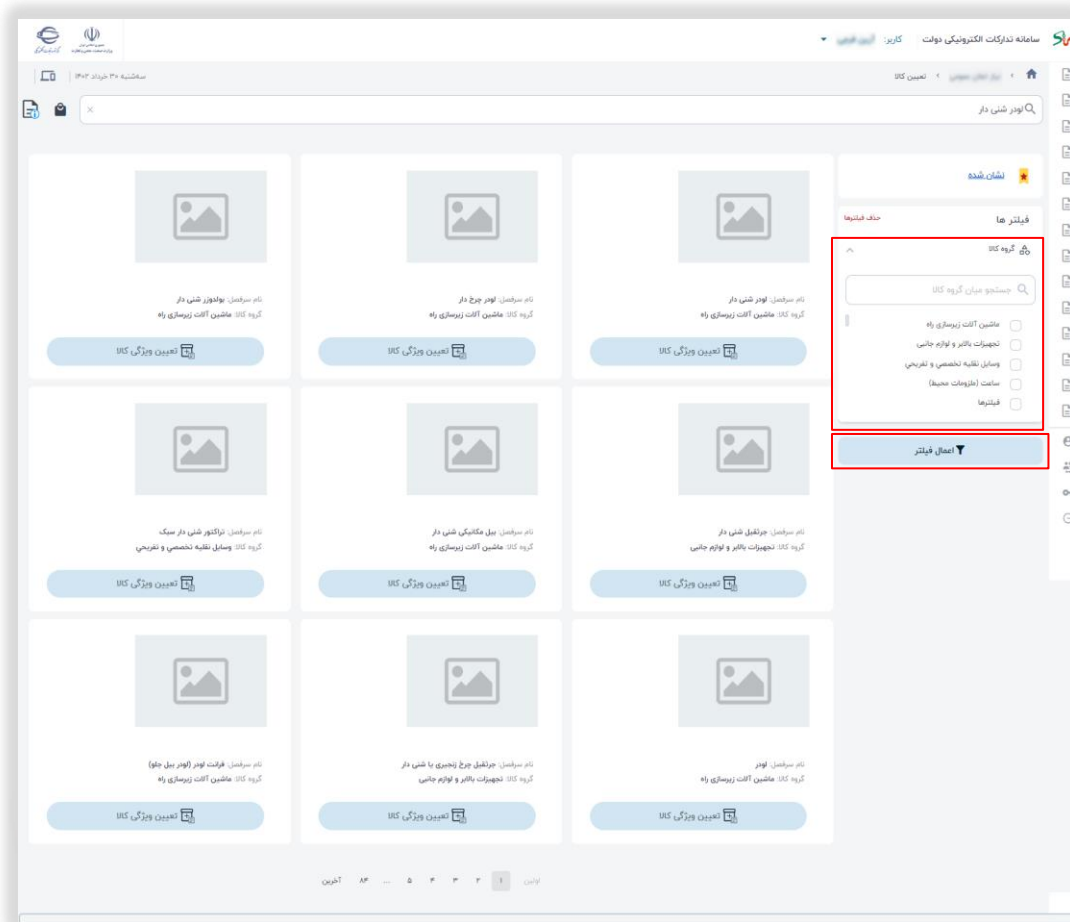 سامانه تدارکات الکترونیکی دولت
کاربر:
سه‌شنبه ۳۰ خرداد ۱۴۰۲
تعیین کالا
لودر شنی دار
نشان شده
فیلتر ها
حذف فیلترها
گروه کالا
جستجو میان گروه کالا
ماشین آلات زیرسازی راه
تجهیزات بالابر و لوازم جانبی
وسایل نقلیه تخصصي و تفریحي
ساعت (ملزومات محیط)
فیلترها
اعمال فیلتر
نام سرفصل: لودر شنی دار
گروه کالا: ماشین آلات زیرسازی راه
تعیین ویژگی کالا
نام سرفصل: لودر چرخ دار
گروه کالا: ماشین آلات زیرسازی راه
تعیین ویژگی کالا
نام سرفصل: بولدوزر شنی دار
گروه کالا: ماشین آلات زیرسازی راه
تعیین ویژگی کالا
نام سرفصل: جرثقیل شنی دار
گروه کالا: تجهیزات بالابر و لوازم جانبی
تعیین ویژگی کالا
نام سرفصل: بیل مکانیکی شنی دار
گروه کالا: ماشین آلات زیرسازی راه
تعیین ویژگی کالا
نام سرفصل: تراکتور شنی دار سبک
گروه کالا: وسایل نقلیه تخصصي و تفریحي
تعیین ویژگی کالا
نام سرفصل: لودر
گروه کالا: ماشین آلات زیرسازی راه
تعیین ویژگی کالا
نام سرفصل: جرثقیل چرخ زنجیری یا شنی دار
گروه کالا: تجهیزات بالابر و لوازم جانبی
تعیین ویژگی کالا
نام سرفصل: فرانت لودر (لودر بیل جلو)
گروه کالا: ماشین آلات زیرسازی راه
تعیین ویژگی کالا
اولین ۱ ۲ ۳ ۴ ۵ ... ۸۴ آخرین